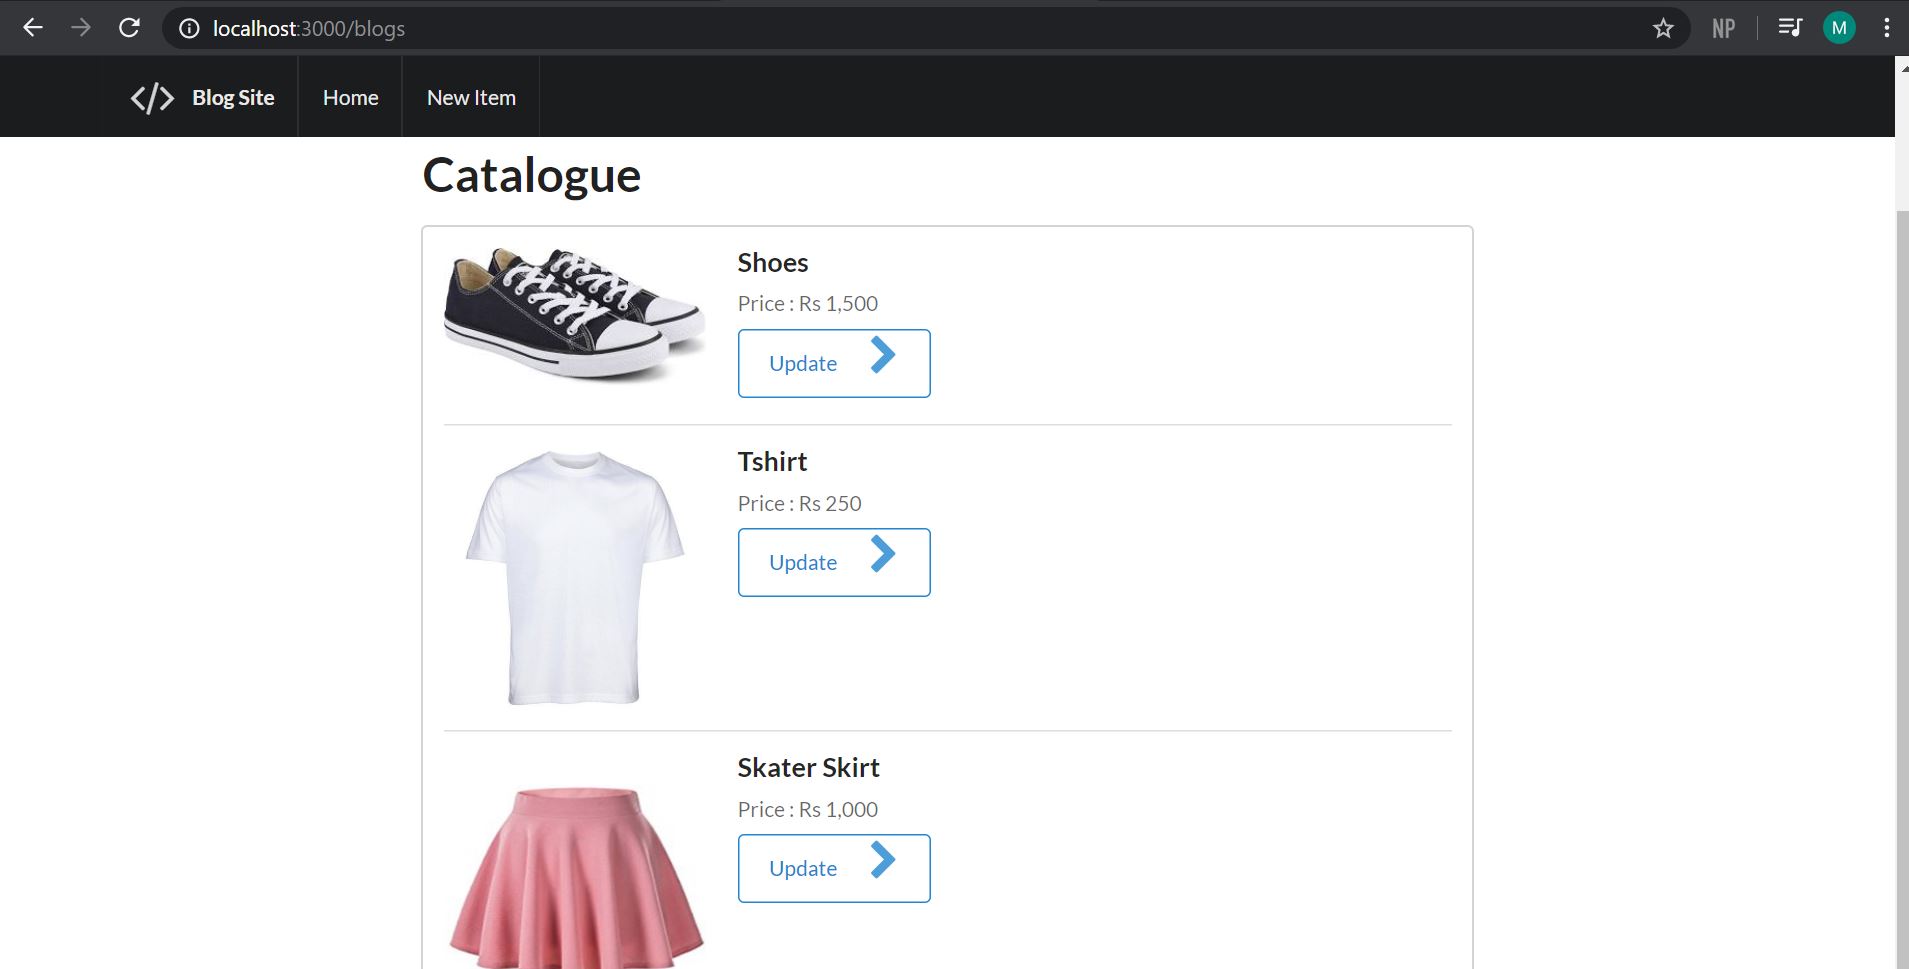 localhost:3000/blogs
NP
M
Blog Site Home New Item
Catalogue
Shoes
Price : Rs 1,500
Update
Tshirt
Price : Rs 250
Update
Skater Skirt
Price : Rs 1,000
Update